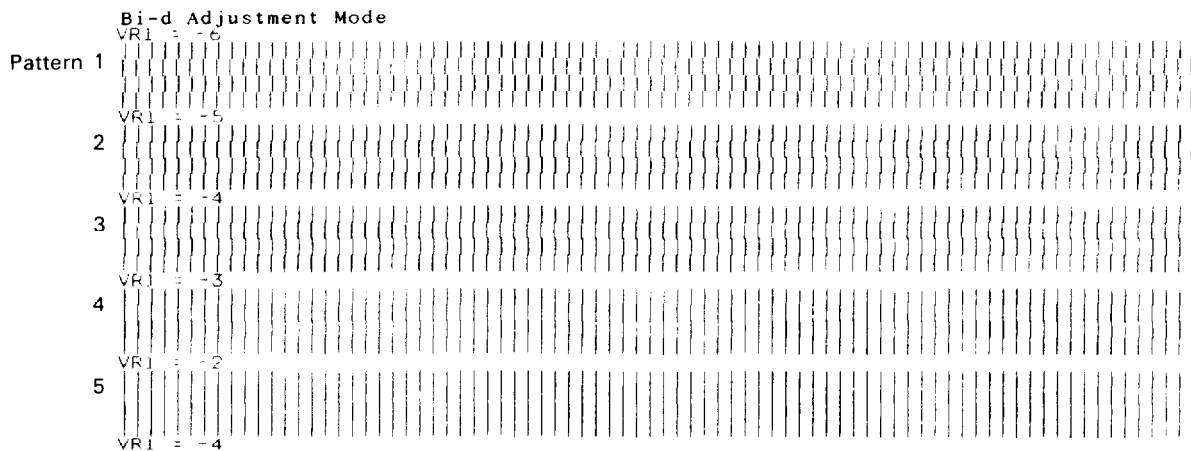 Bi-d Adjustment Mode
VR1 = -6
Pattern 1
VR1 = -5
2
VR1 = -4
3
VR1 = -3
4
VR1 = -2
5
VR1 = -4